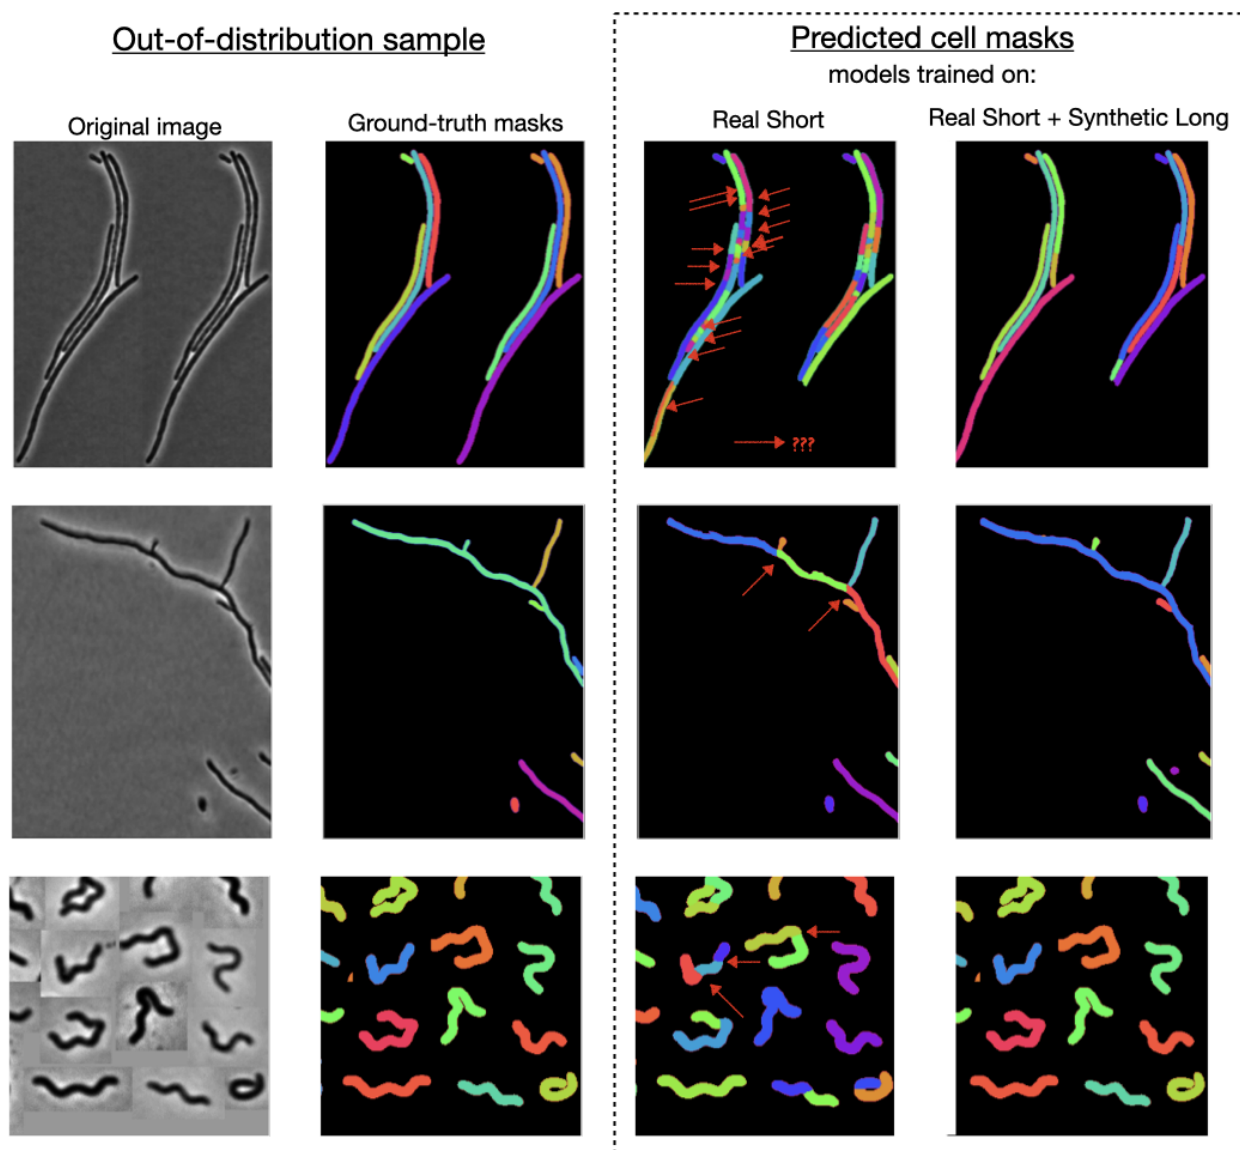 Out-of-distribution sample
Predicted cell masks
models trained on:
Original image
Ground-truth masks
Real Short
Real Short + Synthetic Long
???